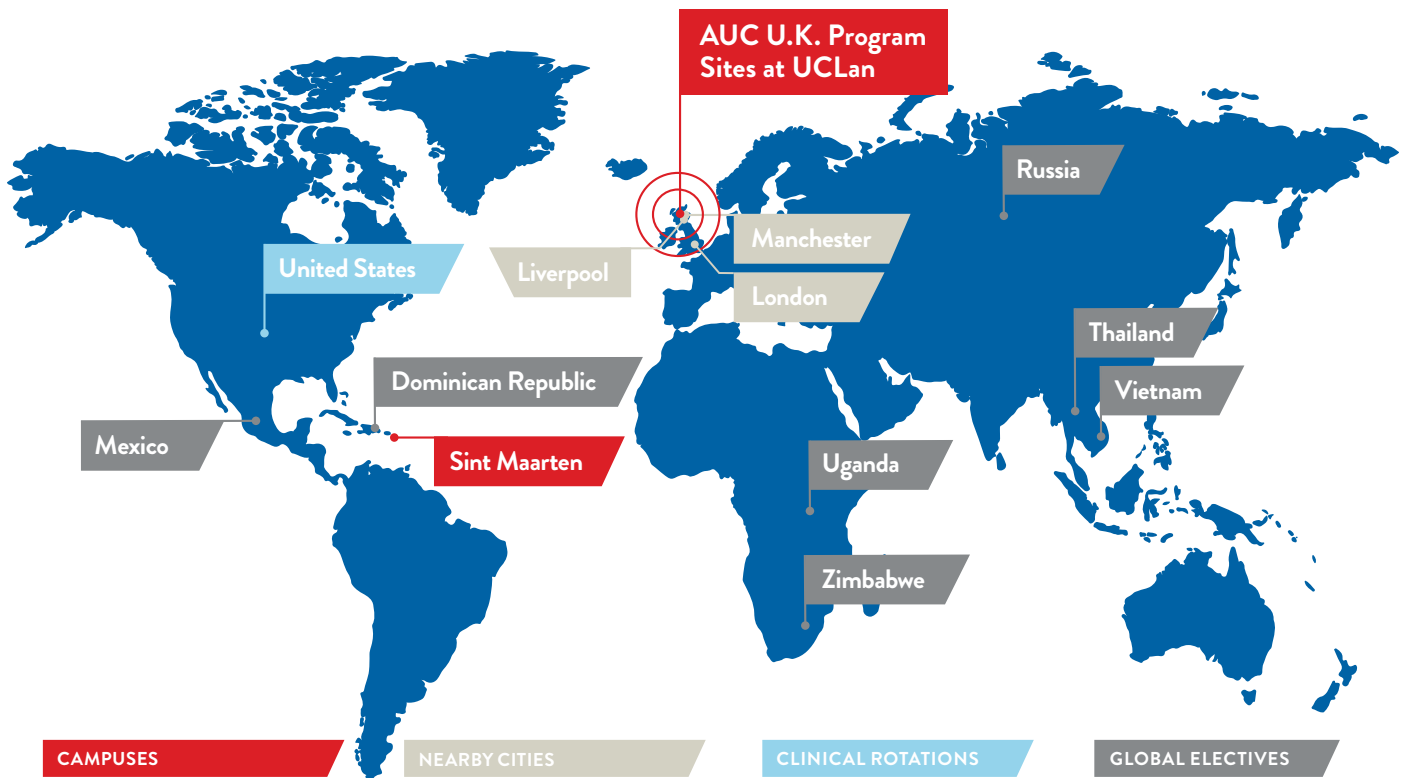 AUC U.K. Program
Sites at UCLan
Russia
Manchester
United States
Liverpool
London
Thailand
Dominican Republic
Vietnam
Mexico
Sint Maarten
Uganda
Zimbabwe
CAMPUSES
NEARBY CITIES
CLINICAL ROTATIONS
GLOBAL ELECTIVES